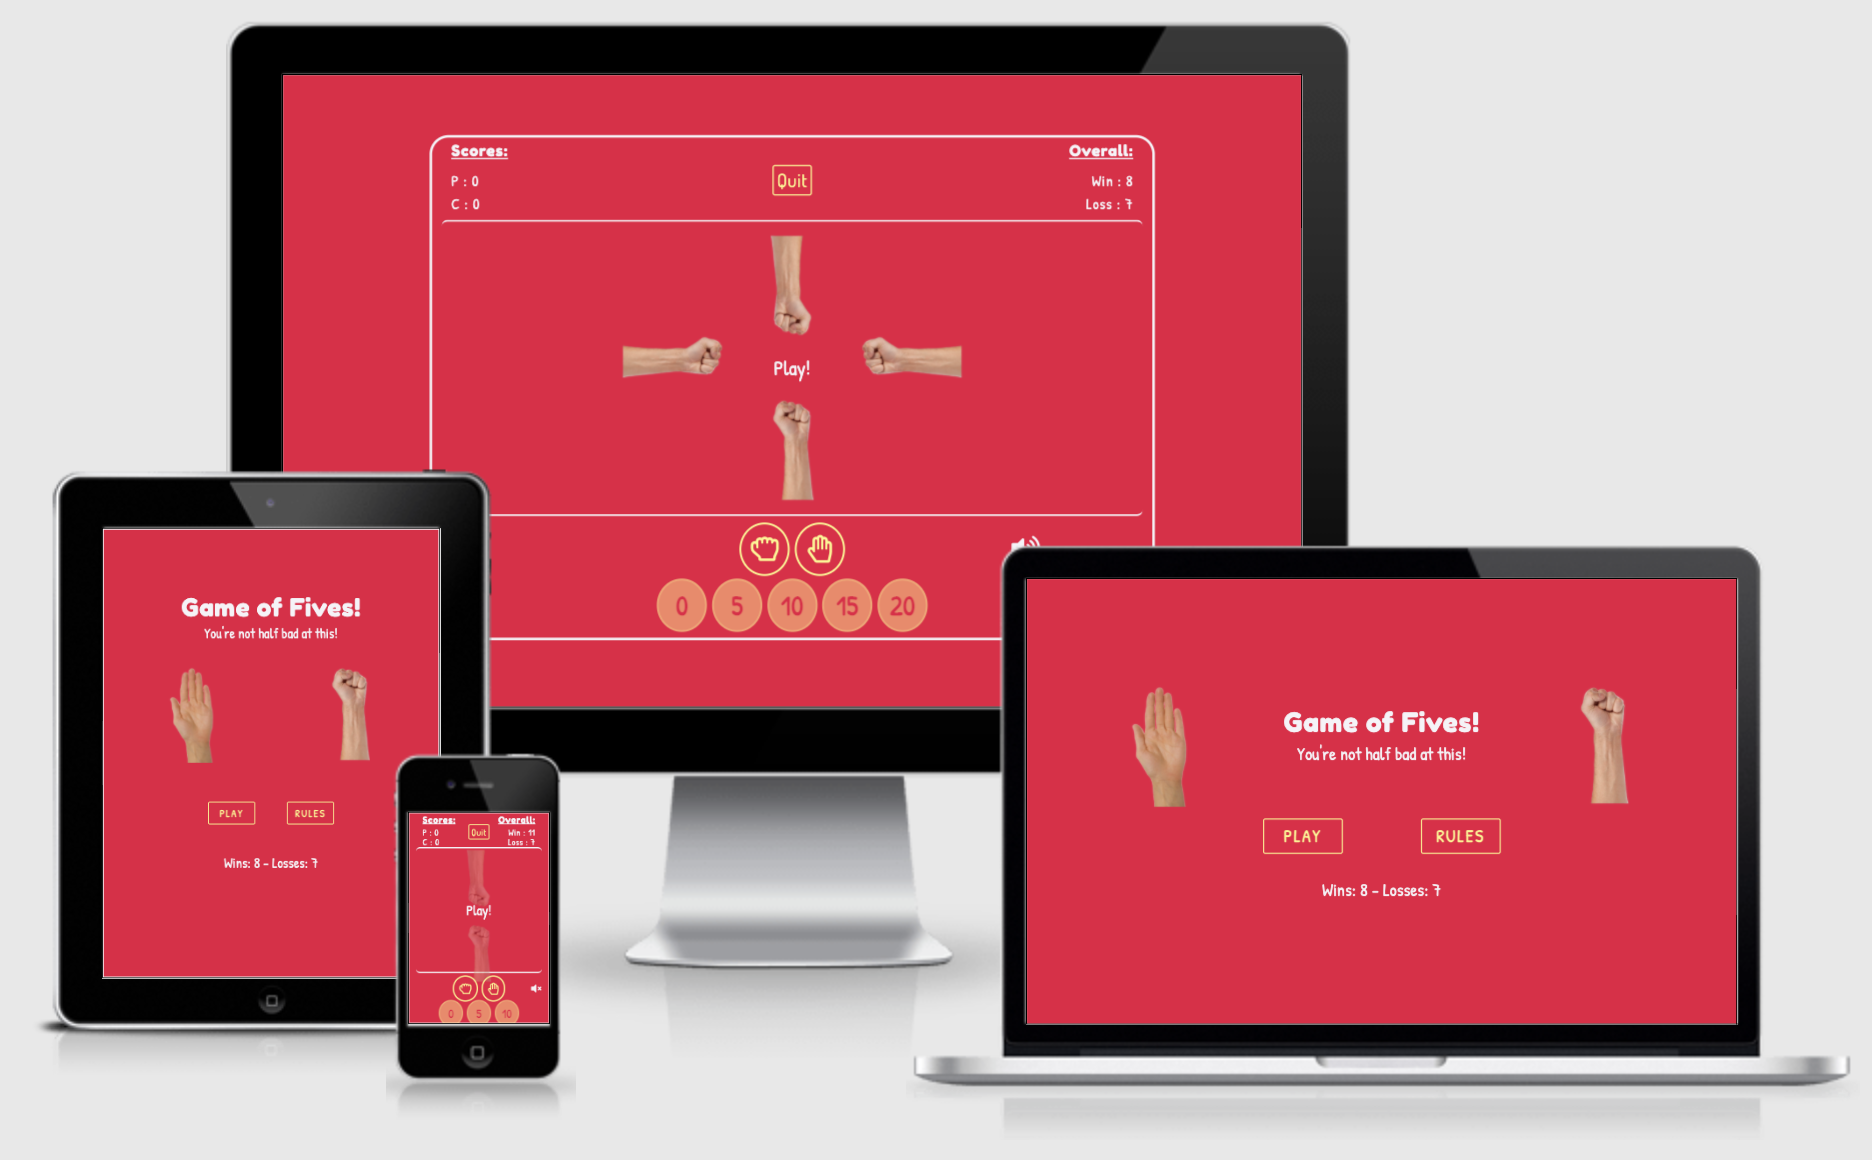 Scores:
P : 0
C : 0
Quit
Overall:
Win : 8
Loss : 7
Play!
0 5 10 15 20
Game of Fives!
You're not half bad at this!
PLAY RULES
Wins: 8 - Losses: 7
Scores:
P : 0
C : 0
Quit
Overall:
Win : 11
Loss : 7
Play!
0 5 10
Game of Fives!
You're not half bad at this!
PLAY RULES
Wins: 8 - Losses: 7